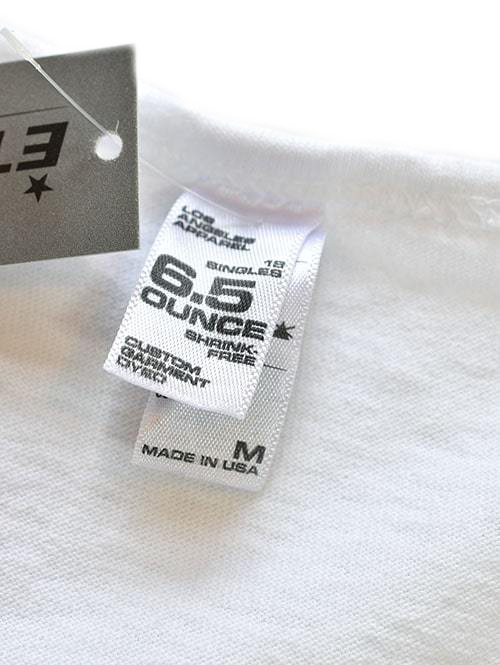 LOS
ANGELES
APPAREL
18
SINGLES
6.5
OUNCE
SHRINK-
FREE
CUSTOM
GARMENT
DYED
M
MADE IN USA